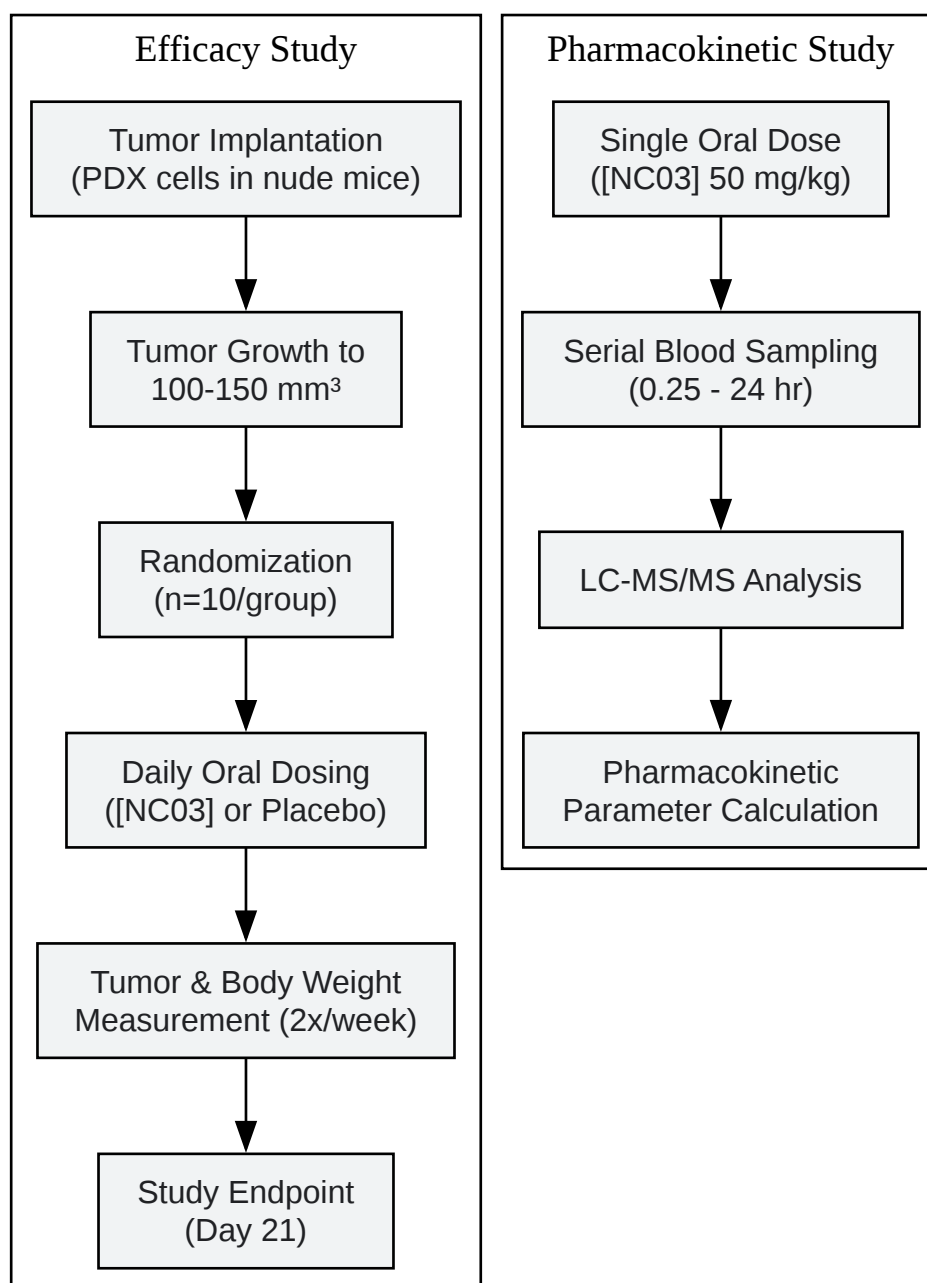 Efficacy Study
Tumor Implantation
(PDX cells in nude mice)
Tumor Growth to
100-150 mm³
Randomization
(n=10/group)
Daily Oral Dosing
([NC03] or Placebo)
Tumor & Body Weight
Measurement (2x/week)
Study Endpoint
(Day 21)
Pharmacokinetic Study
Single Oral Dose
([NC03] 50 mg/kg)
Serial Blood Sampling
(0.25 - 24 hr)
LC-MS/MS Analysis
Pharmacokinetic
Parameter Calculation